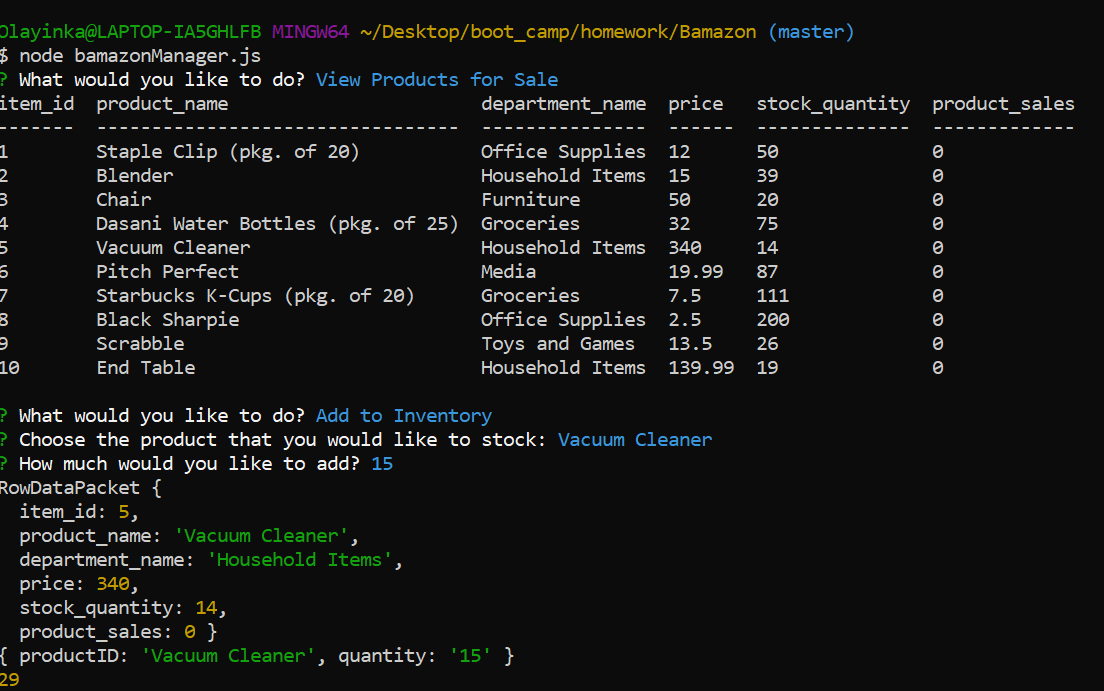 Olayinka@LAPTOP-IA5GHLFB MINGW64 ~/Desktop/boot_camp/homework/Bamazon (master)
$ node bamazonManager.js
? What would you like to do? View Products for Sale
item_id  product_name                       department_name  price   stock_quantity  product_sales
-------  ---------------------------------  ---------------  ------  --------------  -------------
1        Staple Clip (pkg. of 20)           Office Supplies  12      50              0
2        Blender                            Household Items  15      39              0
3        Chair                              Furniture        50      20              0
4        Dasani Water Bottles (pkg. of 25)  Groceries        32      75              0
5        Vacuum Cleaner                     Household Items  340     14              0
6        Pitch Perfect                      Media            19.99   87              0
7        Starbucks K-Cups (pkg. of 20)      Groceries        7.5     111             0
8        Black Sharpie                      Office Supplies  2.5     200             0
9        Scrabble                           Toys and Games   13.5    26              0
10       End Table                          Household Items  139.99  19              0
? What would you like to do? Add to Inventory
? Choose the product that you would like to stock: Vacuum Cleaner
? How much would you like to add? 15
RowDataPacket {
  item_id: 5,
  product_name: 'Vacuum Cleaner',
  department_name: 'Household Items',
  price: 340,
  stock_quantity: 14,
  product_sales: 0 }
{ productID: 'Vacuum Cleaner', quantity: '15' }
29